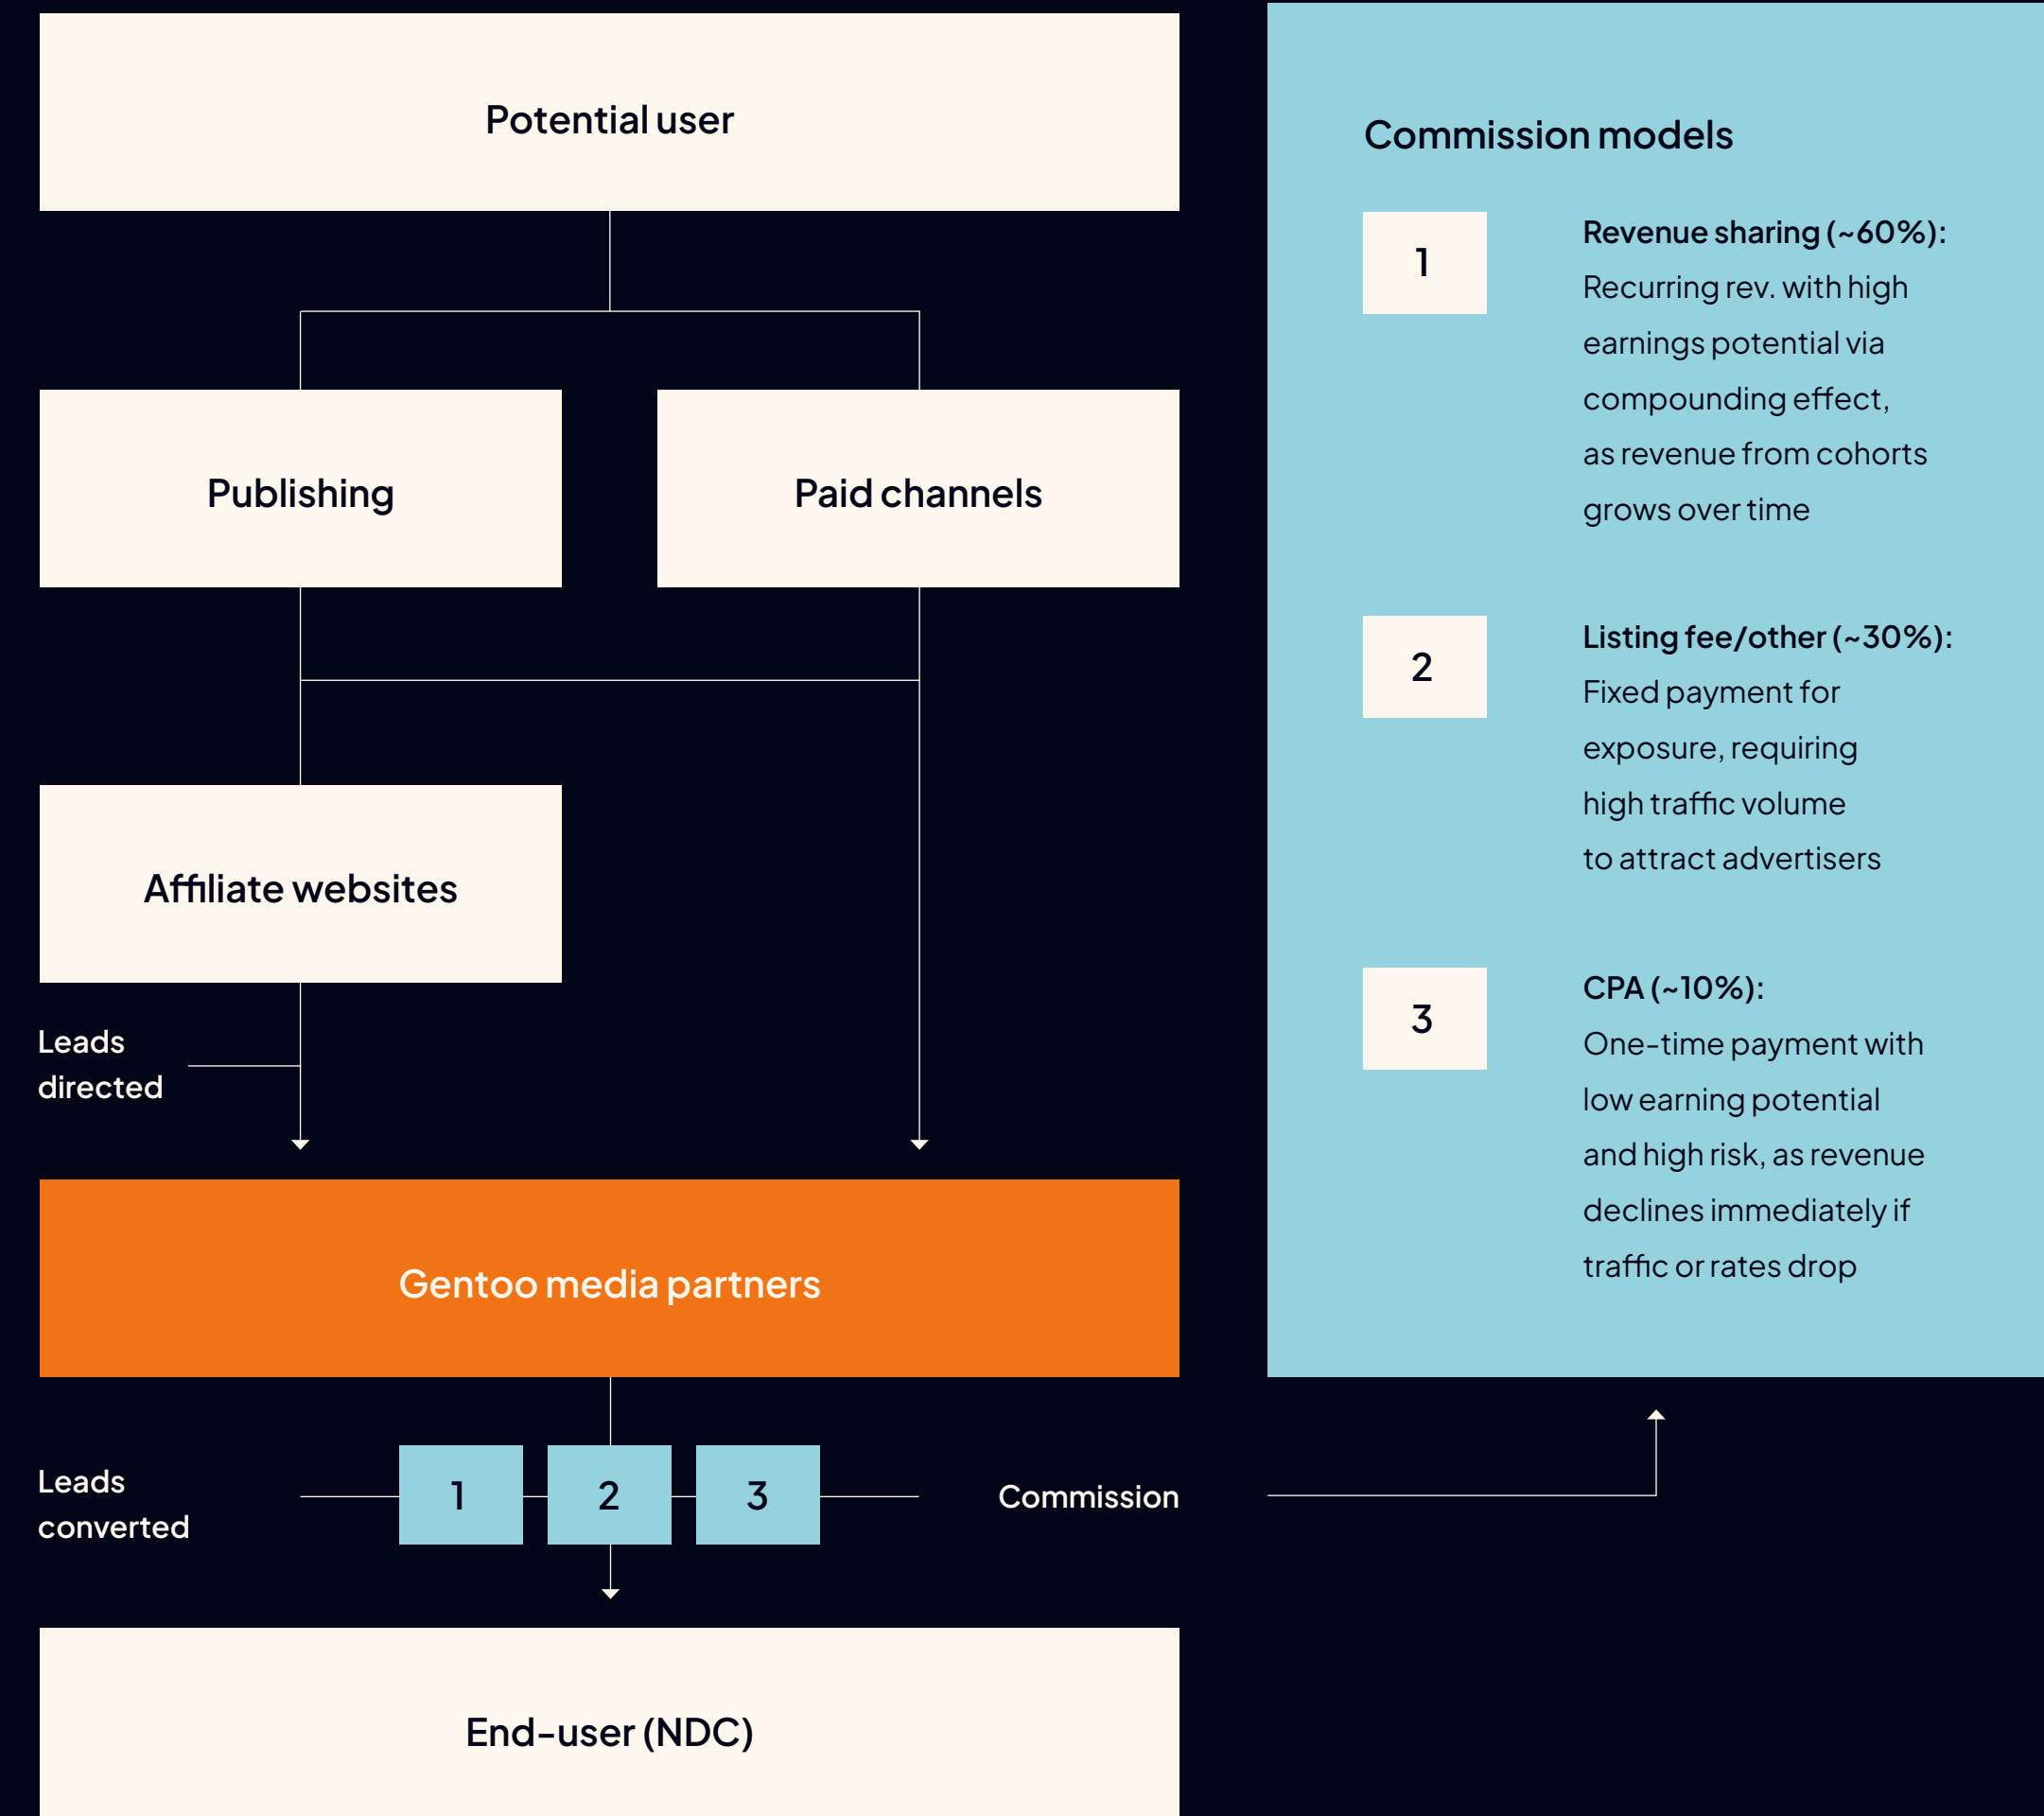 Potential user
Publishing
Paid channels
Affiliate websites
Leads
directed
Gentoo media partners
Leads
converted
1
2
3
Commission
End-user (NDC)
Commission models
1
Revenue sharing (~60%):
Recurring rev. with high
earnings potential via
compounding effect,
as revenue from cohorts
grows over time
2
Listing fee/other (~30%):
Fixed payment for
exposure, requiring
high traffic volume
to attract advertisers
3
CPA (~10%):
One-time payment with
low earning potential
and high risk, as revenue
declines immediately if
traffic or rates drop